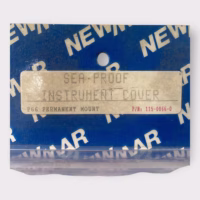 NEWMAR
SEA-PROOF
INSTRUMENT COVER
FOR PERMANENT MOUNT
NEWMAR